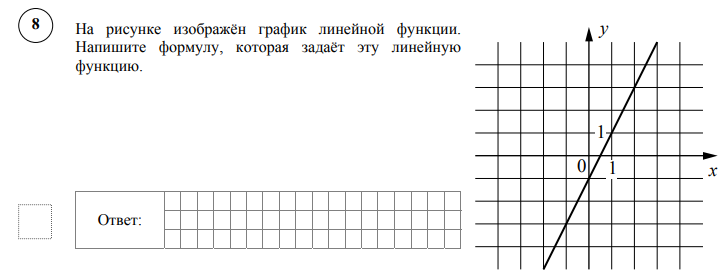 8
На рисунке изображён график линейной функции.
Напишите формулу, которая задаёт эту линейную
функцию.
y
1
0
1
x
Ответ: